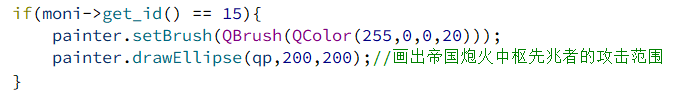 if(moni->get_id() == 15){
    painter.setBrush(QBrush(QColor(255,0,0,20)));
    painter.drawEllipse(qp,200,200);//画出帝国炮火中枢先兆者的攻击范围
}